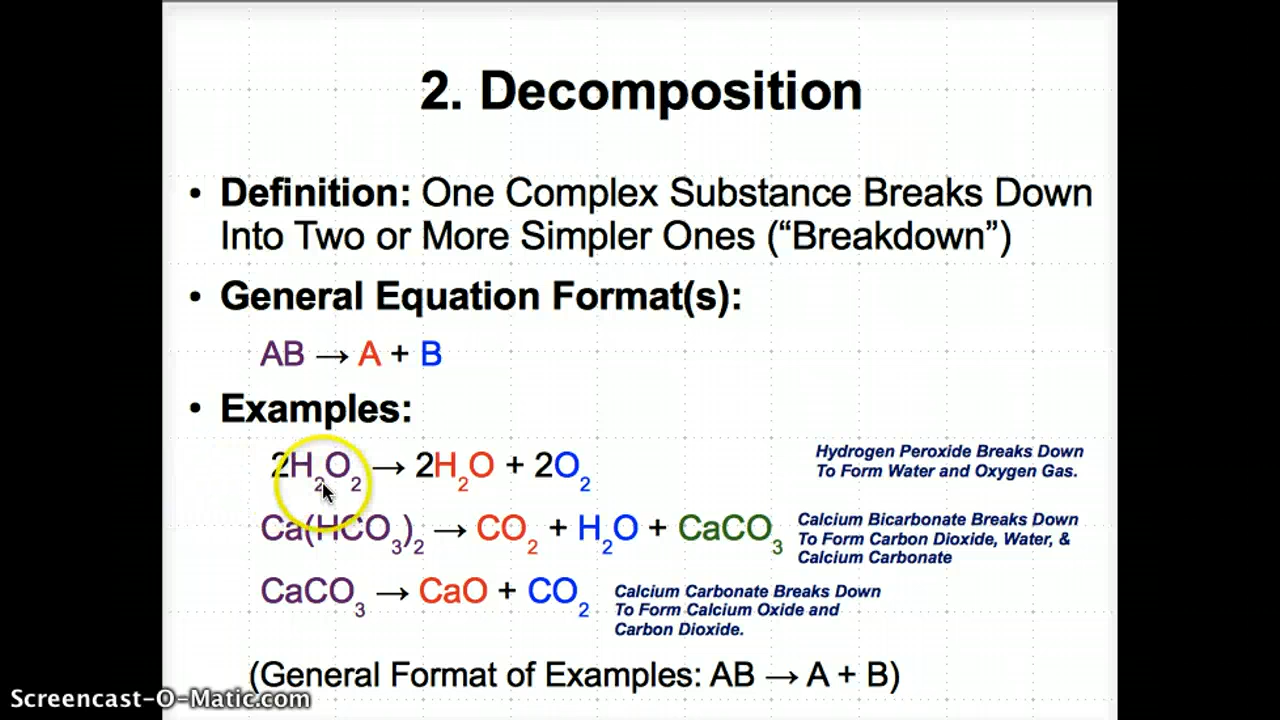 2. Decomposition
• Definition: One Complex Substance Breaks Down
Into Two or More Simpler Ones (“Breakdown”)
• General Equation Format(s):
AB → A + B
• Examples:
2H₂O₂ → 2H₂O + 2O₂
Hydrogen Peroxide Breaks Down
To Form Water and Oxygen Gas.
Ca(HCO₃)₂ → CO₂ + H₂O + CaCO₃
Calcium Bicarbonate Breaks Down
To Form Carbon Dioxide, Water, &
Calcium Carbonate
CaCO₃ → CaO + CO₂
Calcium Carbonate Breaks Down
To Form Calcium Oxide and
Carbon Dioxide.
(General Format of Examples: AB → A + B)
Screencast-O-Matic.com